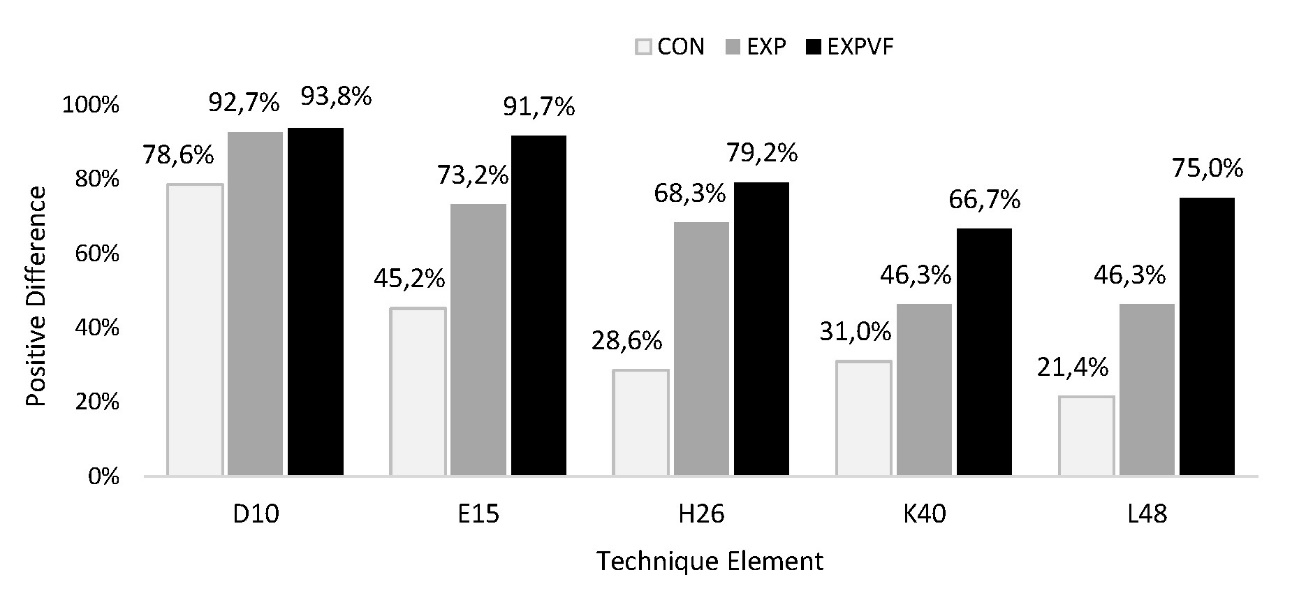 CON EXP EXPVF
Positive Difference
100%
80%
60%
40%
20%
0%
78,6% 92,7% 93,8%
45,2% 73,2% 91,7%
28,6% 68,3% 79,2%
31,0% 46,3% 66,7%
21,4% 46,3% 75,0%
D10 E15 H26 K40 L48
Technique Element